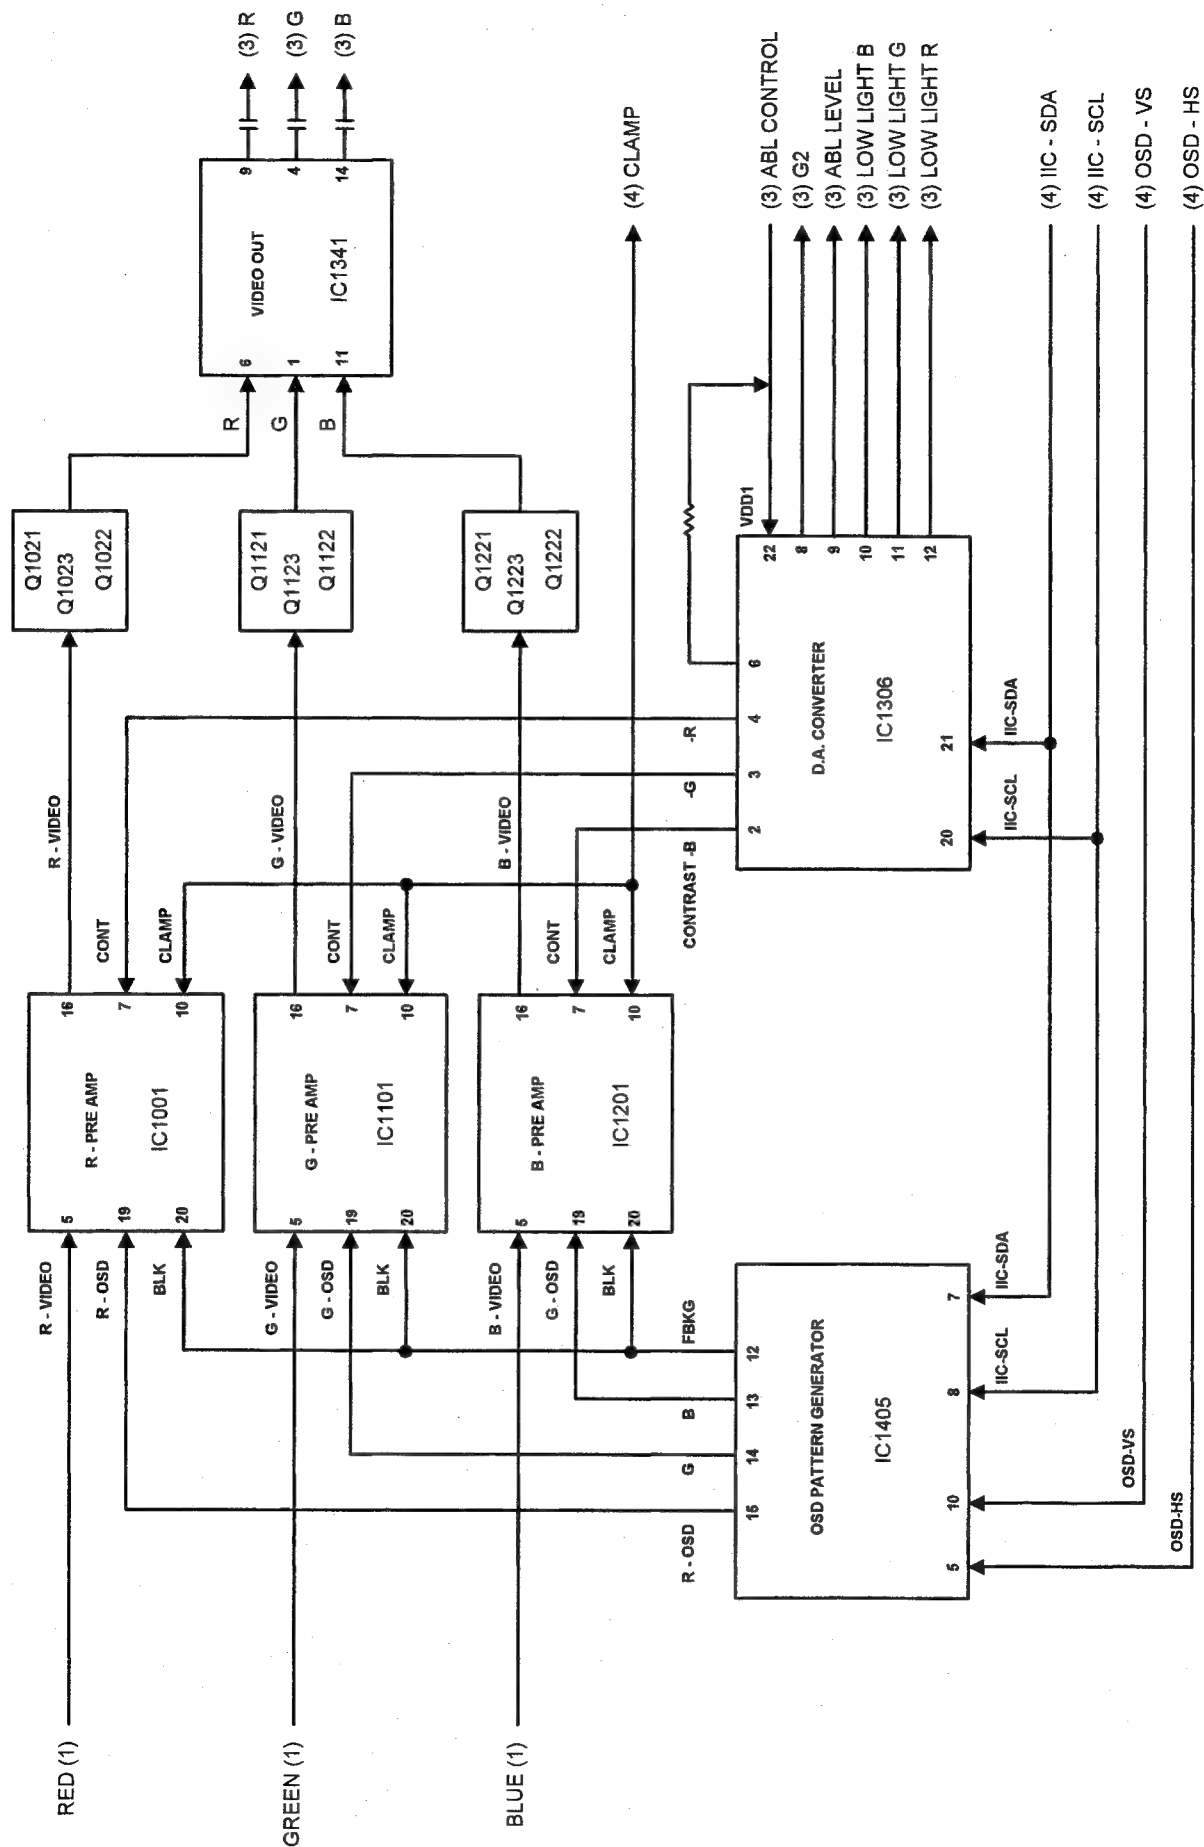 RED (1)
GREEN (1)
BLUE (1)
R - VIDEO
R - OSD
BLK
5
19
20
R - PRE AMP
IC1001
16
7
10
CONT
CLAMP
R - VIDEO
Q1021
Q1023
Q1022
G - VIDEO
G - OSD
BLK
5
19
20
G - PRE AMP
IC1101
16
7
10
CONT
CLAMP
G - VIDEO
Q1121
Q1123
Q1122
B - VIDEO
G - OSD
BLK
5
19
20
B - PRE AMP
IC1201
16
7
10
CONT
CLAMP
B - VIDEO
Q1221
Q1223
Q1222
R
G
B
6
1
11
VIDEO OUT
IC1341
9
4
14
(3) R
(3) G
(3) B
(4) CLAMP
R - OSD
G
B
FBKG
15
14
13
12
OSD PATTERN GENERATOR
IC1405
5
10
8
7
OSD-HS
OSD-VS
IIC-SCL
IIC-SDA
CONTRAST -B
-G
-R
2
3
4
6
D.A. CONVERTER
IC1306
20
21
IIC-SCL
IIC-SDA
VDD1
22
8
9
10
11
12
(3) ABL CONTROL
(3) G2
(3) ABL LEVEL
(3) LOW LIGHT B
(3) LOW LIGHT G
(3) LOW LIGHT R
(4) IIC - SDA
(4) IIC - SCL
(4) OSD - VS
(4) OSD - HS